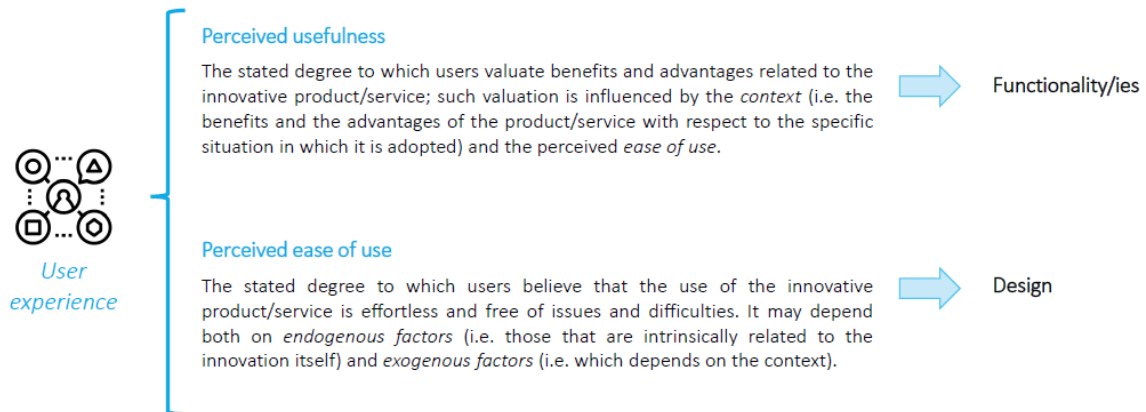 Perceived usefulness
The stated degree to which users valuate benefits and advantages related to the
innovative product/service; such valuation is influenced by the context (i.e. the
benefits and the advantages of the product/service with respect to the specific
situation in which it is adopted) and the perceived ease of use.
Functionality/ies
User
experience
Perceived ease of use
The stated degree to which users believe that the use of the innovative
product/service is effortless and free of issues and difficulties. It may depend
both on endogenous factors (i.e. those that are intrinsically related to the
innovation itself) and exogenous factors (i.e. which depends on the context).
Design